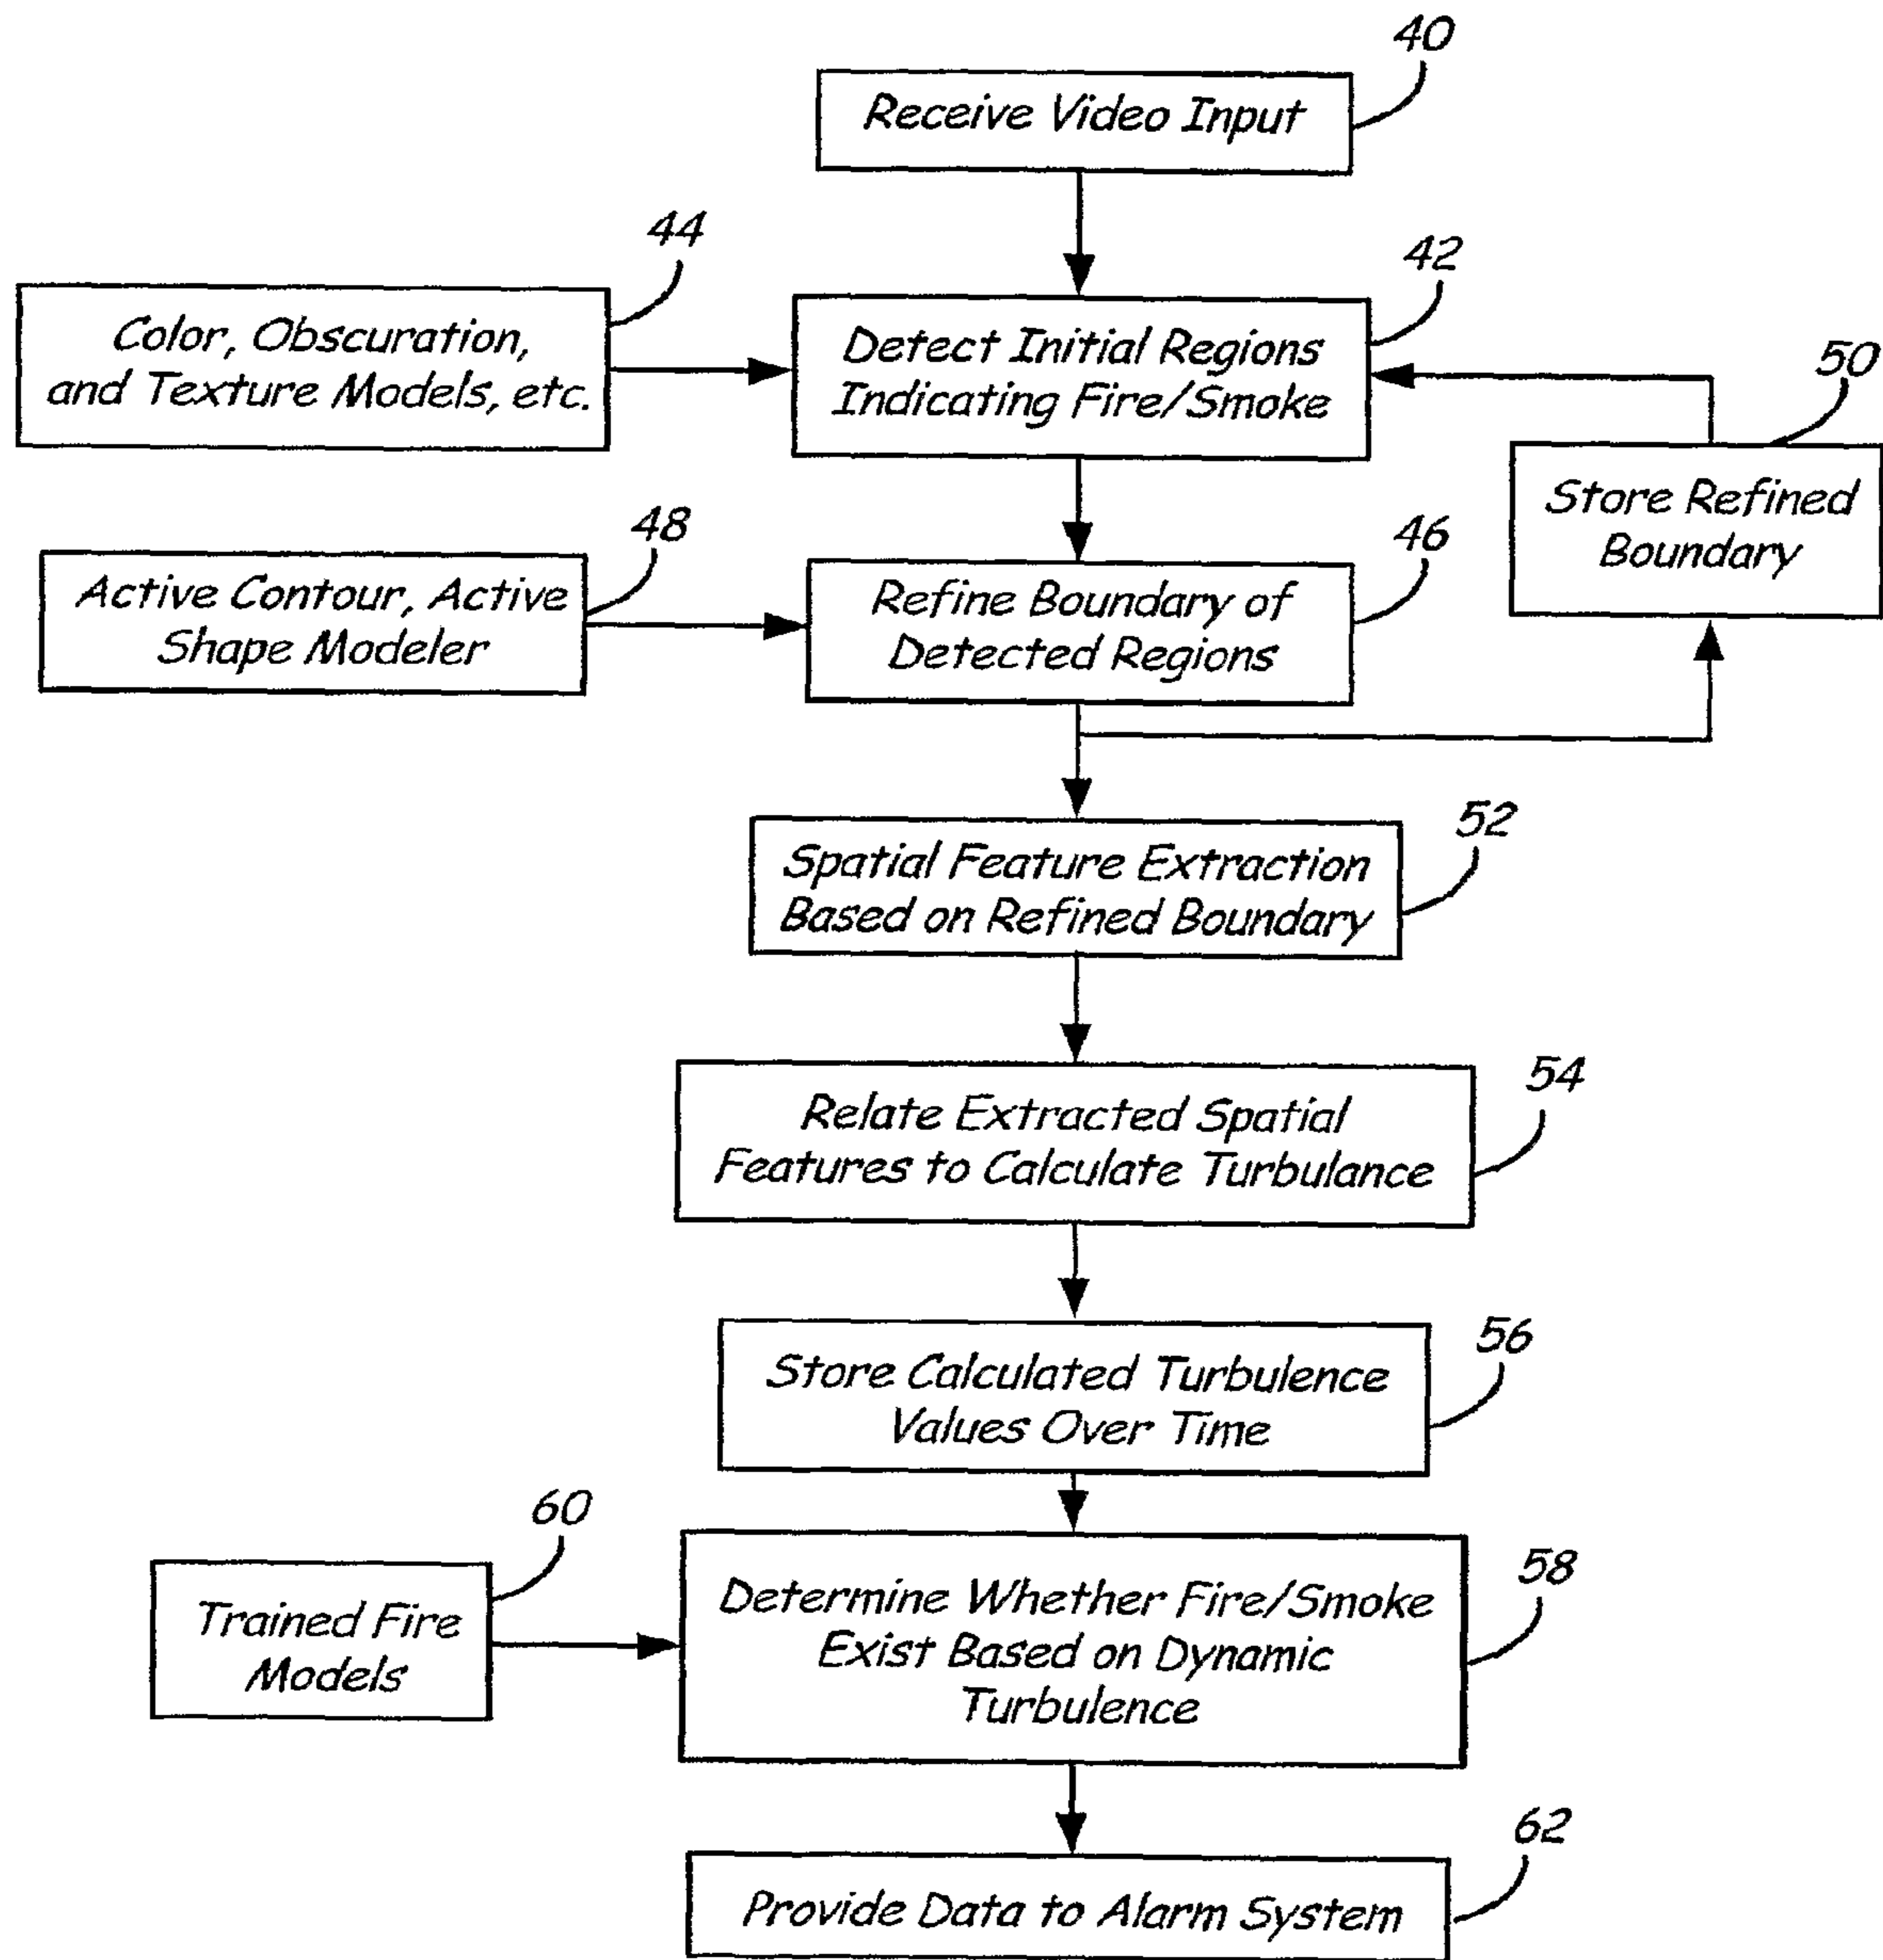 40
Receive Video Input
44
42
Color, Obscuration,
and Texture Models, etc.
Detect Initial Regions
Indicating Fire/Smoke
50
Store Refined
Boundary
48
46
Active Contour, Active
Shape Modeler
Refine Boundary of
Detected Regions
52
Spatial Feature Extraction
Based on Refined Boundary
54
Relate Extracted Spatial
Features to Calculate Turbulance
56
Store Calculated Turbulence
Values Over Time
60
58
Trained Fire
Models
Determine Whether Fire/Smoke
Exist Based on Dynamic
Turbulence
62
Provide Data to Alarm System